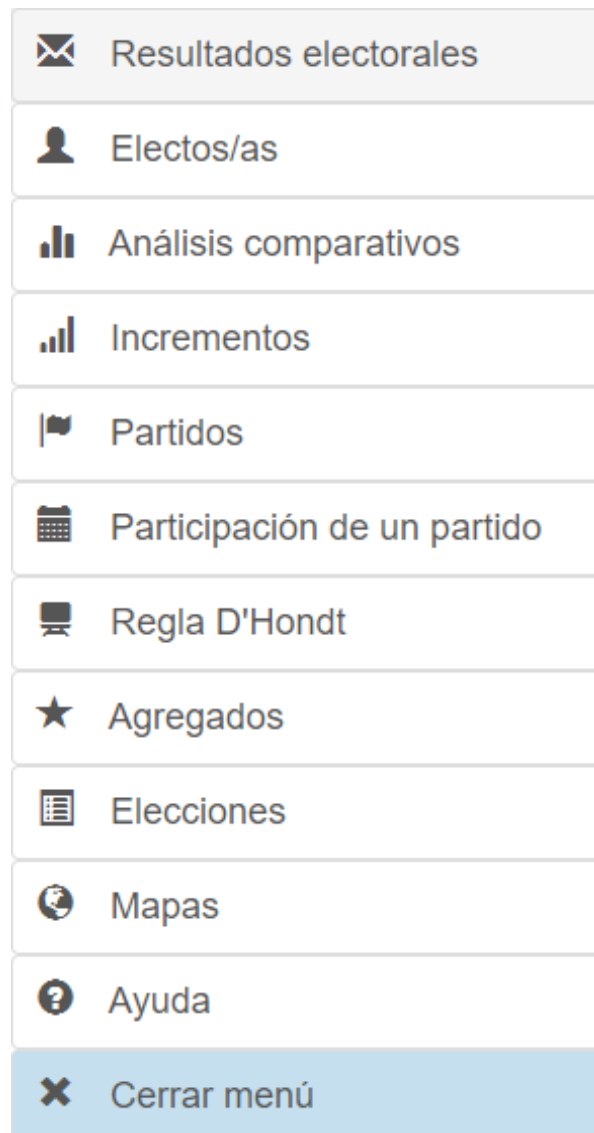 Resultados electorales
Electos/as
Análisis comparativos
Incrementos
Partidos
Participación de un partido
Regla D'Hondt
Agregados
Elecciones
Mapas
Ayuda
Cerrar menú